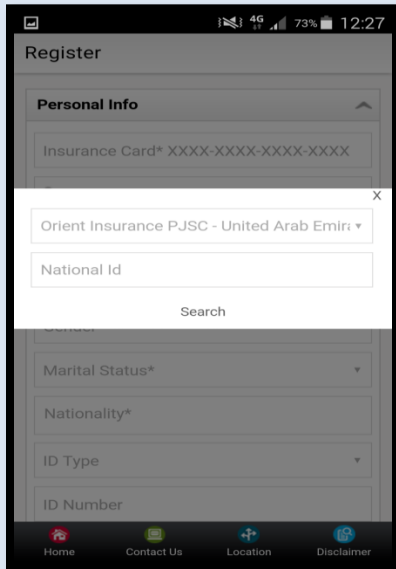 4G 73% 12:27
Register
Personal Info
Insurance Card* XXXX-XXXX-XXXX-XXXX
X
Orient Insurance PJSC - United Arab Emira
National Id
Search
Gender
Marital Status*
Nationality*
ID Type
ID Number
Home Contact Us Location Disclaimer